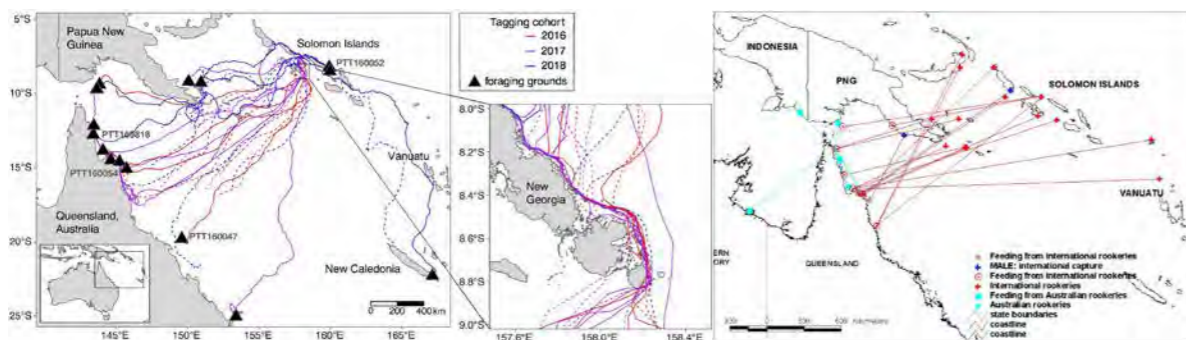 5°S
10°S
15°S
20°S
25°S
145°E
150°E
155°E
160°E
165°E
Papua New
Guinea
Solomon Islands
PTT160052
Vanuatu
PTT160054
Queensland,
Australia
PTT160047
New Caledonia
0 200 400
km
Tagging cohort
2016
2017
2018
foraging grounds
8.0°S
8.2°S
8.4°S
8.6°S
8.8°S
9.0°S
New
Georgia
157.6°E
158.0°E
158.4°E
INDONESIA
PNG
SOLOMON ISLANDS
VANUATU
QUEENSLAND
Feeding from International rookeries
MALE: international capture
Feeding from International rookeries
International rookeries
Feeding from Australian rookeries
Australian rookeries
state boundaries
coastline
coastline